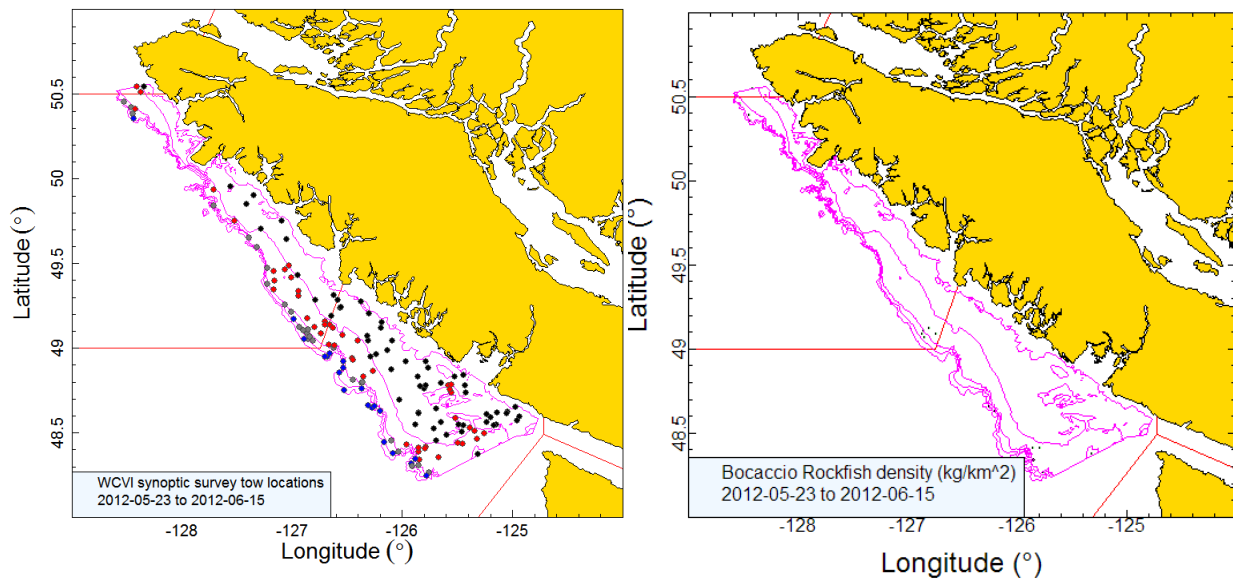 50.5
50
49.5
49
48.5
Latitude (°)
WCVI synoptic survey tow locations
2012-05-23 to 2012-06-15
-128
-127
-126
-125
Longitude (°)
50.5
50
49.5
49
48.5
Latitude (°)
Bocaccio Rockfish density (kg/km^2)
2012-05-23 to 2012-06-15
-128
-127
-126
-125
Longitude (°)